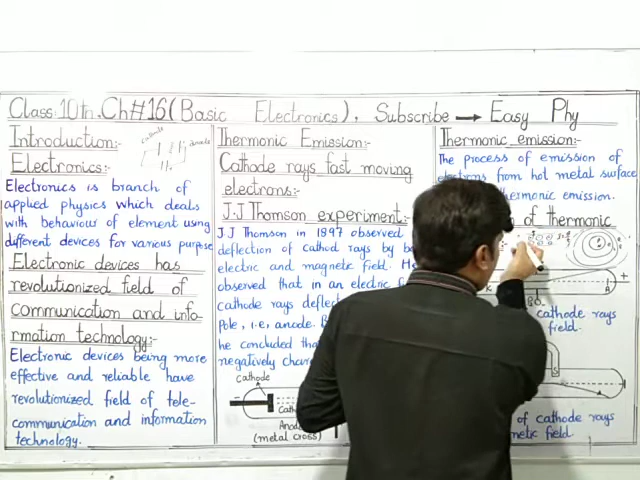 Class:10th, Ch#16(Basic Electronics), Subscribe → Easy Phy
Introduction:-
Electronics:-
cathode
anode
Electronics is branch of
applied physics which deals
with behaviour of element using
different devices for various purpose
Electronic devices has
revolutionized field of
communication and info-
rmation technology:-
Electronic devices being more
effective and reliable have
revolutionized field of tele-
communication and information
technology.
Thermonic Emission:-
Cathode rays fast moving
electrons:-
J.J Thomson experiment:-
J.J Thomson in 1897 observed
deflection of cathod rays by
electric and magnetic field.
observed that in an electric
cathode rays deflec
Pole, i.e, anode.
he concluded tha
negatively char
Cathode
Cath
Anod
(metal cross)
Thermonic emission:-
The process of emission of
electrons from hot metal surface
thermonic emission.
of thermonic
cathode rays
field.
S
of cathode rays
netic field